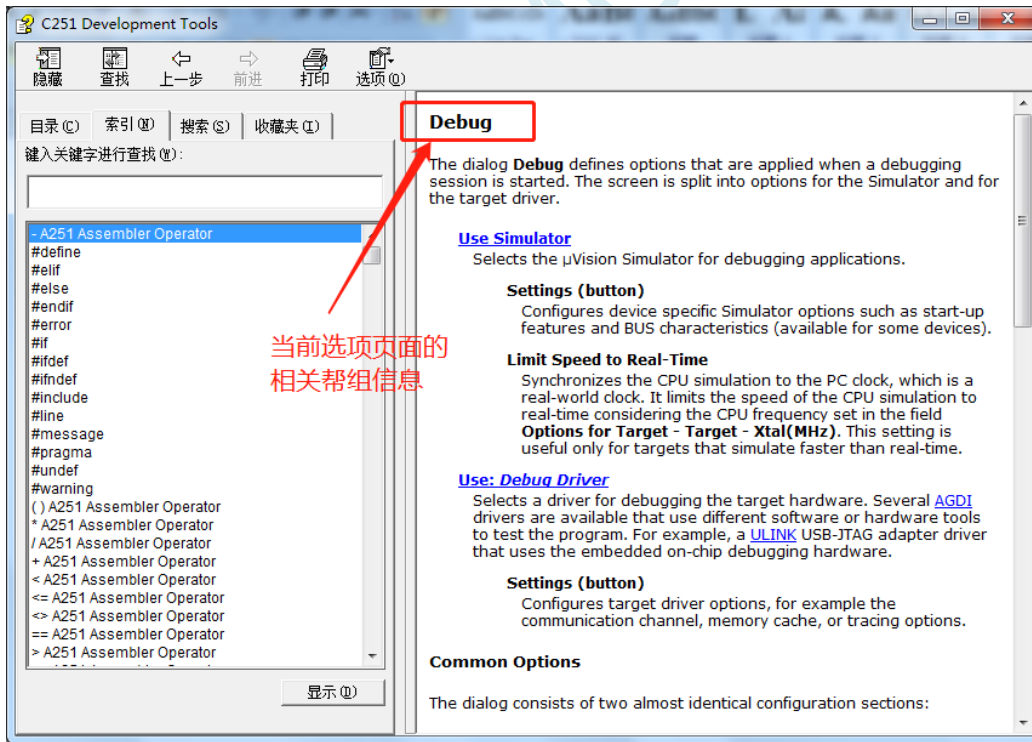 C251 Development Tools
隐藏 查找 上一步 前进 打印 选项(O)
目录(C) 索引(N) 搜索(S) 收藏夹(I)
键入关键字进行查找(W):
- A251 Assembler Operator
#define
#elif
#else
#endif
#error
#if
#ifdef
#ifndef
#include
#line
#message
#pragma
#undef
#warning
( ) A251 Assembler Operator
* A251 Assembler Operator
/ A251 Assembler Operator
+ A251 Assembler Operator
< A251 Assembler Operator
<= A251 Assembler Operator
<> A251 Assembler Operator
== A251 Assembler Operator
> A251 Assembler Operator
显示(D)
当前选项页面的
相关帮组信息
Debug
The dialog Debug defines options that are applied when a debugging
session is started. The screen is split into options for the Simulator and for
the target driver.
Use Simulator
Selects the µVision Simulator for debugging applications.
Settings (button)
Configures device specific Simulator options such as start-up
features and BUS characteristics (available for some devices).
Limit Speed to Real-Time
Synchronizes the CPU simulation to the PC clock, which is a
real-world clock. It limits the speed of the CPU simulation to
real-time considering the CPU frequency set in the field
Options for Target - Target - Xtal(MHz). This setting is
useful only for targets that simulate faster than real-time.
Use: Debug Driver
Selects a driver for debugging the target hardware. Several AGDI
drivers are available that use different software or hardware tools
to test the program. For example, a ULINK USB-JTAG adapter driver
that uses the embedded on-chip debugging hardware.
Settings (button)
Configures target driver options, for example the
communication channel, memory cache, or tracing options.
Common Options
The dialog consists of two almost identical configuration sections: